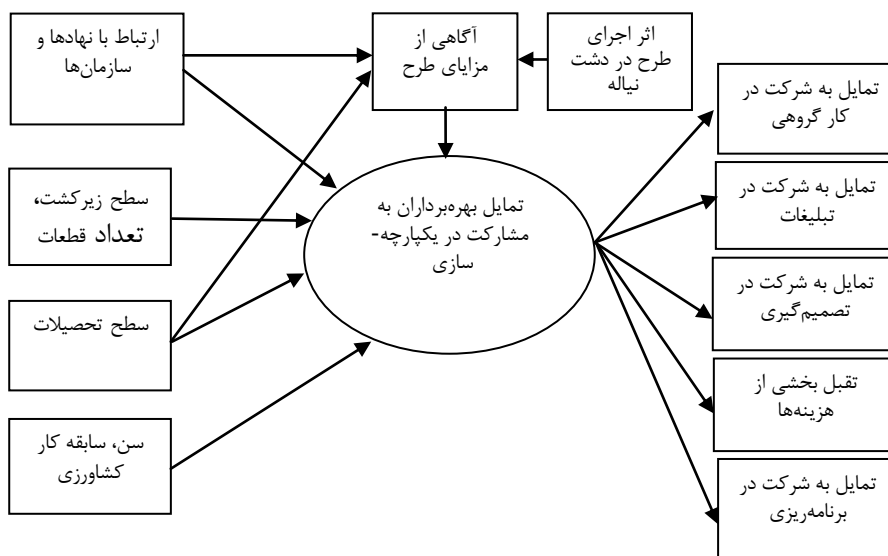 ارتباط با نهادها و
سازمان‌ها
آگاهی از
مزایای طرح
اثر اجرای
طرح در دشت
نیاله
سطح زیرکشت،
تعداد قطعات
سطح تحصیلات
سن، سابقه کار
کشاورزی
تمایل بهره‌برداران به
مشارکت در یکپارچه-
سازی
تمایل به شرکت در
کار گروهی
تمایل به شرکت در
تبلیغات
تمایل به شرکت در
تصمیم‌گیری
تقبل بخشی از
هزینه‌ها
تمایل به شرکت در
برنامه‌ریزی